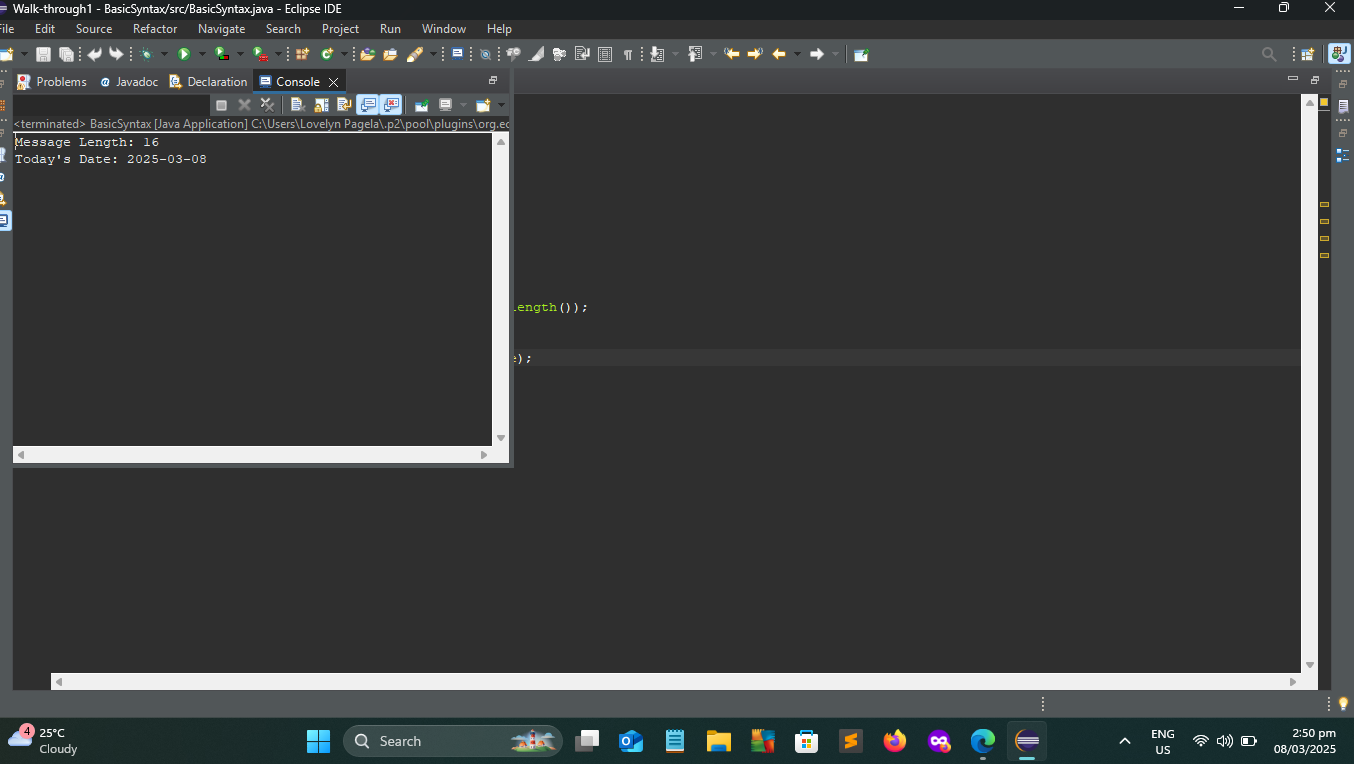 Walk-through1 - BasicSyntax/src/BasicSyntax.java - Eclipse IDE
File Edit Source Refactor Navigate Search Project Run Window Help
Problems Javadoc Declaration Console
<terminated> BasicSyntax [Java Application] C:\Users\Lovelyn Pagela\.p2\pool\plugins\org.ec
Message Length: 16
Today's Date: 2025-03-08
length());
e);
4
25°C
Cloudy
Search
ENG
US
2:50 pm
08/03/2025